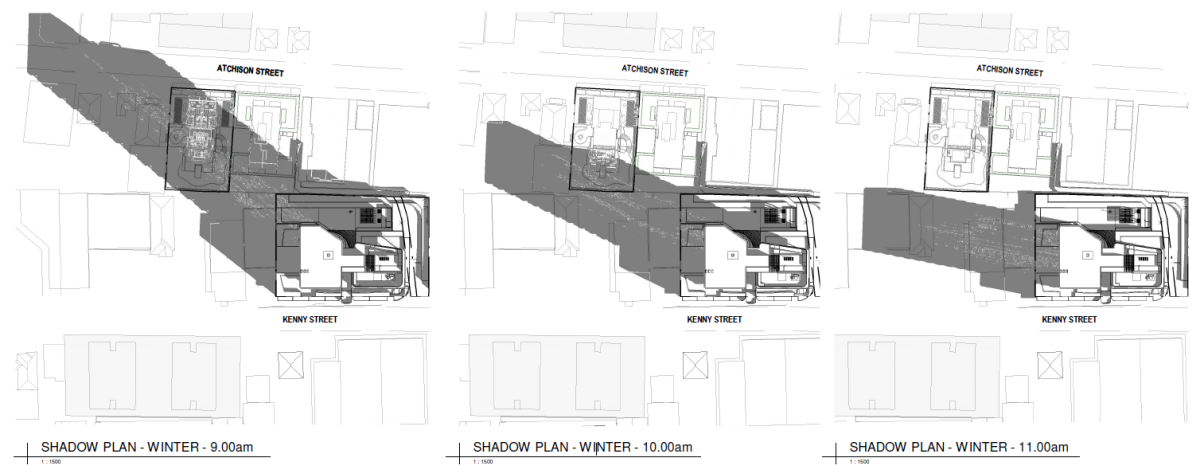 ATCHISON STREET
KENNY STREET
SHADOW PLAN - WINTER - 9.00am
1 : 1500
ATCHISON STREET
KENNY STREET
SHADOW PLAN - WINTER - 10.00am
1 : 1500
ATCHISON STREET
KENNY STREET
SHADOW PLAN - WINTER - 11.00am
1 : 1500